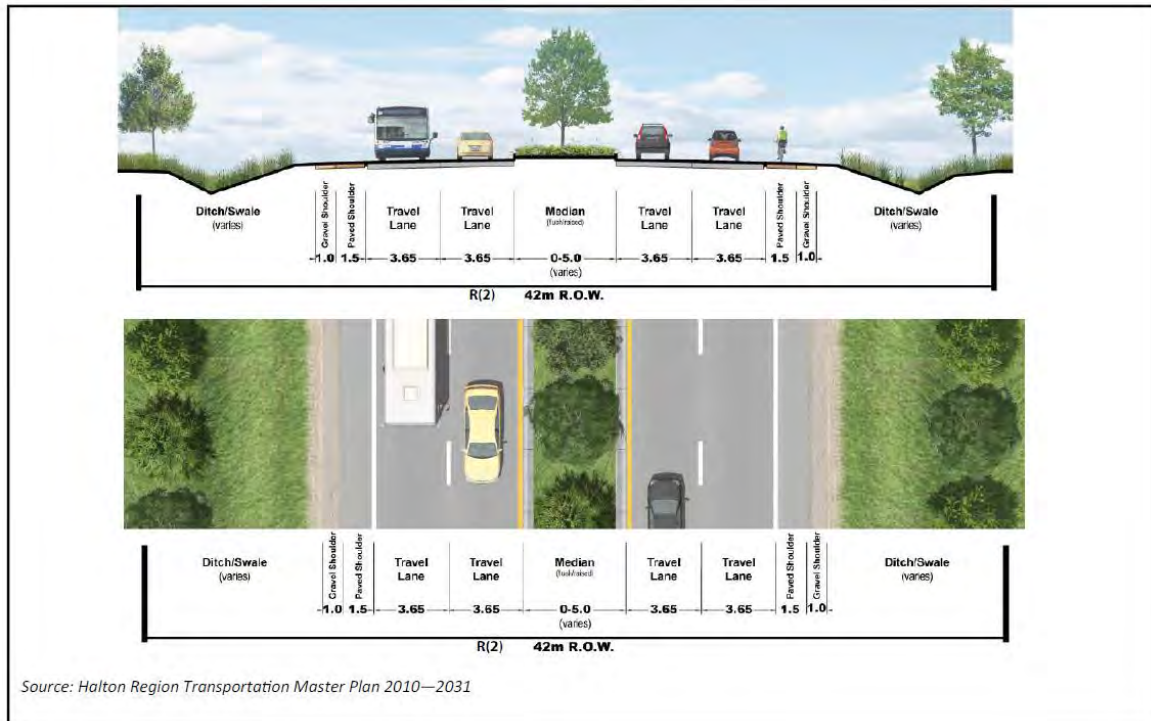 Ditch/Swale
(varies)
Gravel Shoulder
Paved Shoulder
Travel
Lane
Travel
Lane
Median
(flush/raised)
Travel
Lane
Travel
Lane
Paved Shoulder
Gravel Shoulder
Ditch/Swale
(varies)
1.0 1.5 3.65 3.65 0-5.0 3.65 3.65 1.5 1.0
(varies)
R(2) 42m R.O.W.
Ditch/Swale
(varies)
Gravel Shoulder
Paved Shoulder
Travel
Lane
Travel
Lane
Median
(flush/raised)
Travel
Lane
Travel
Lane
Paved Shoulder
Gravel Shoulder
Ditch/Swale
(varies)
1.0 1.5 3.65 3.65 0-5.0 3.65 3.65 1.5 1.0
(varies)
R(2) 42m R.O.W.
Source: Halton Region Transportation Master Plan 2010—2031